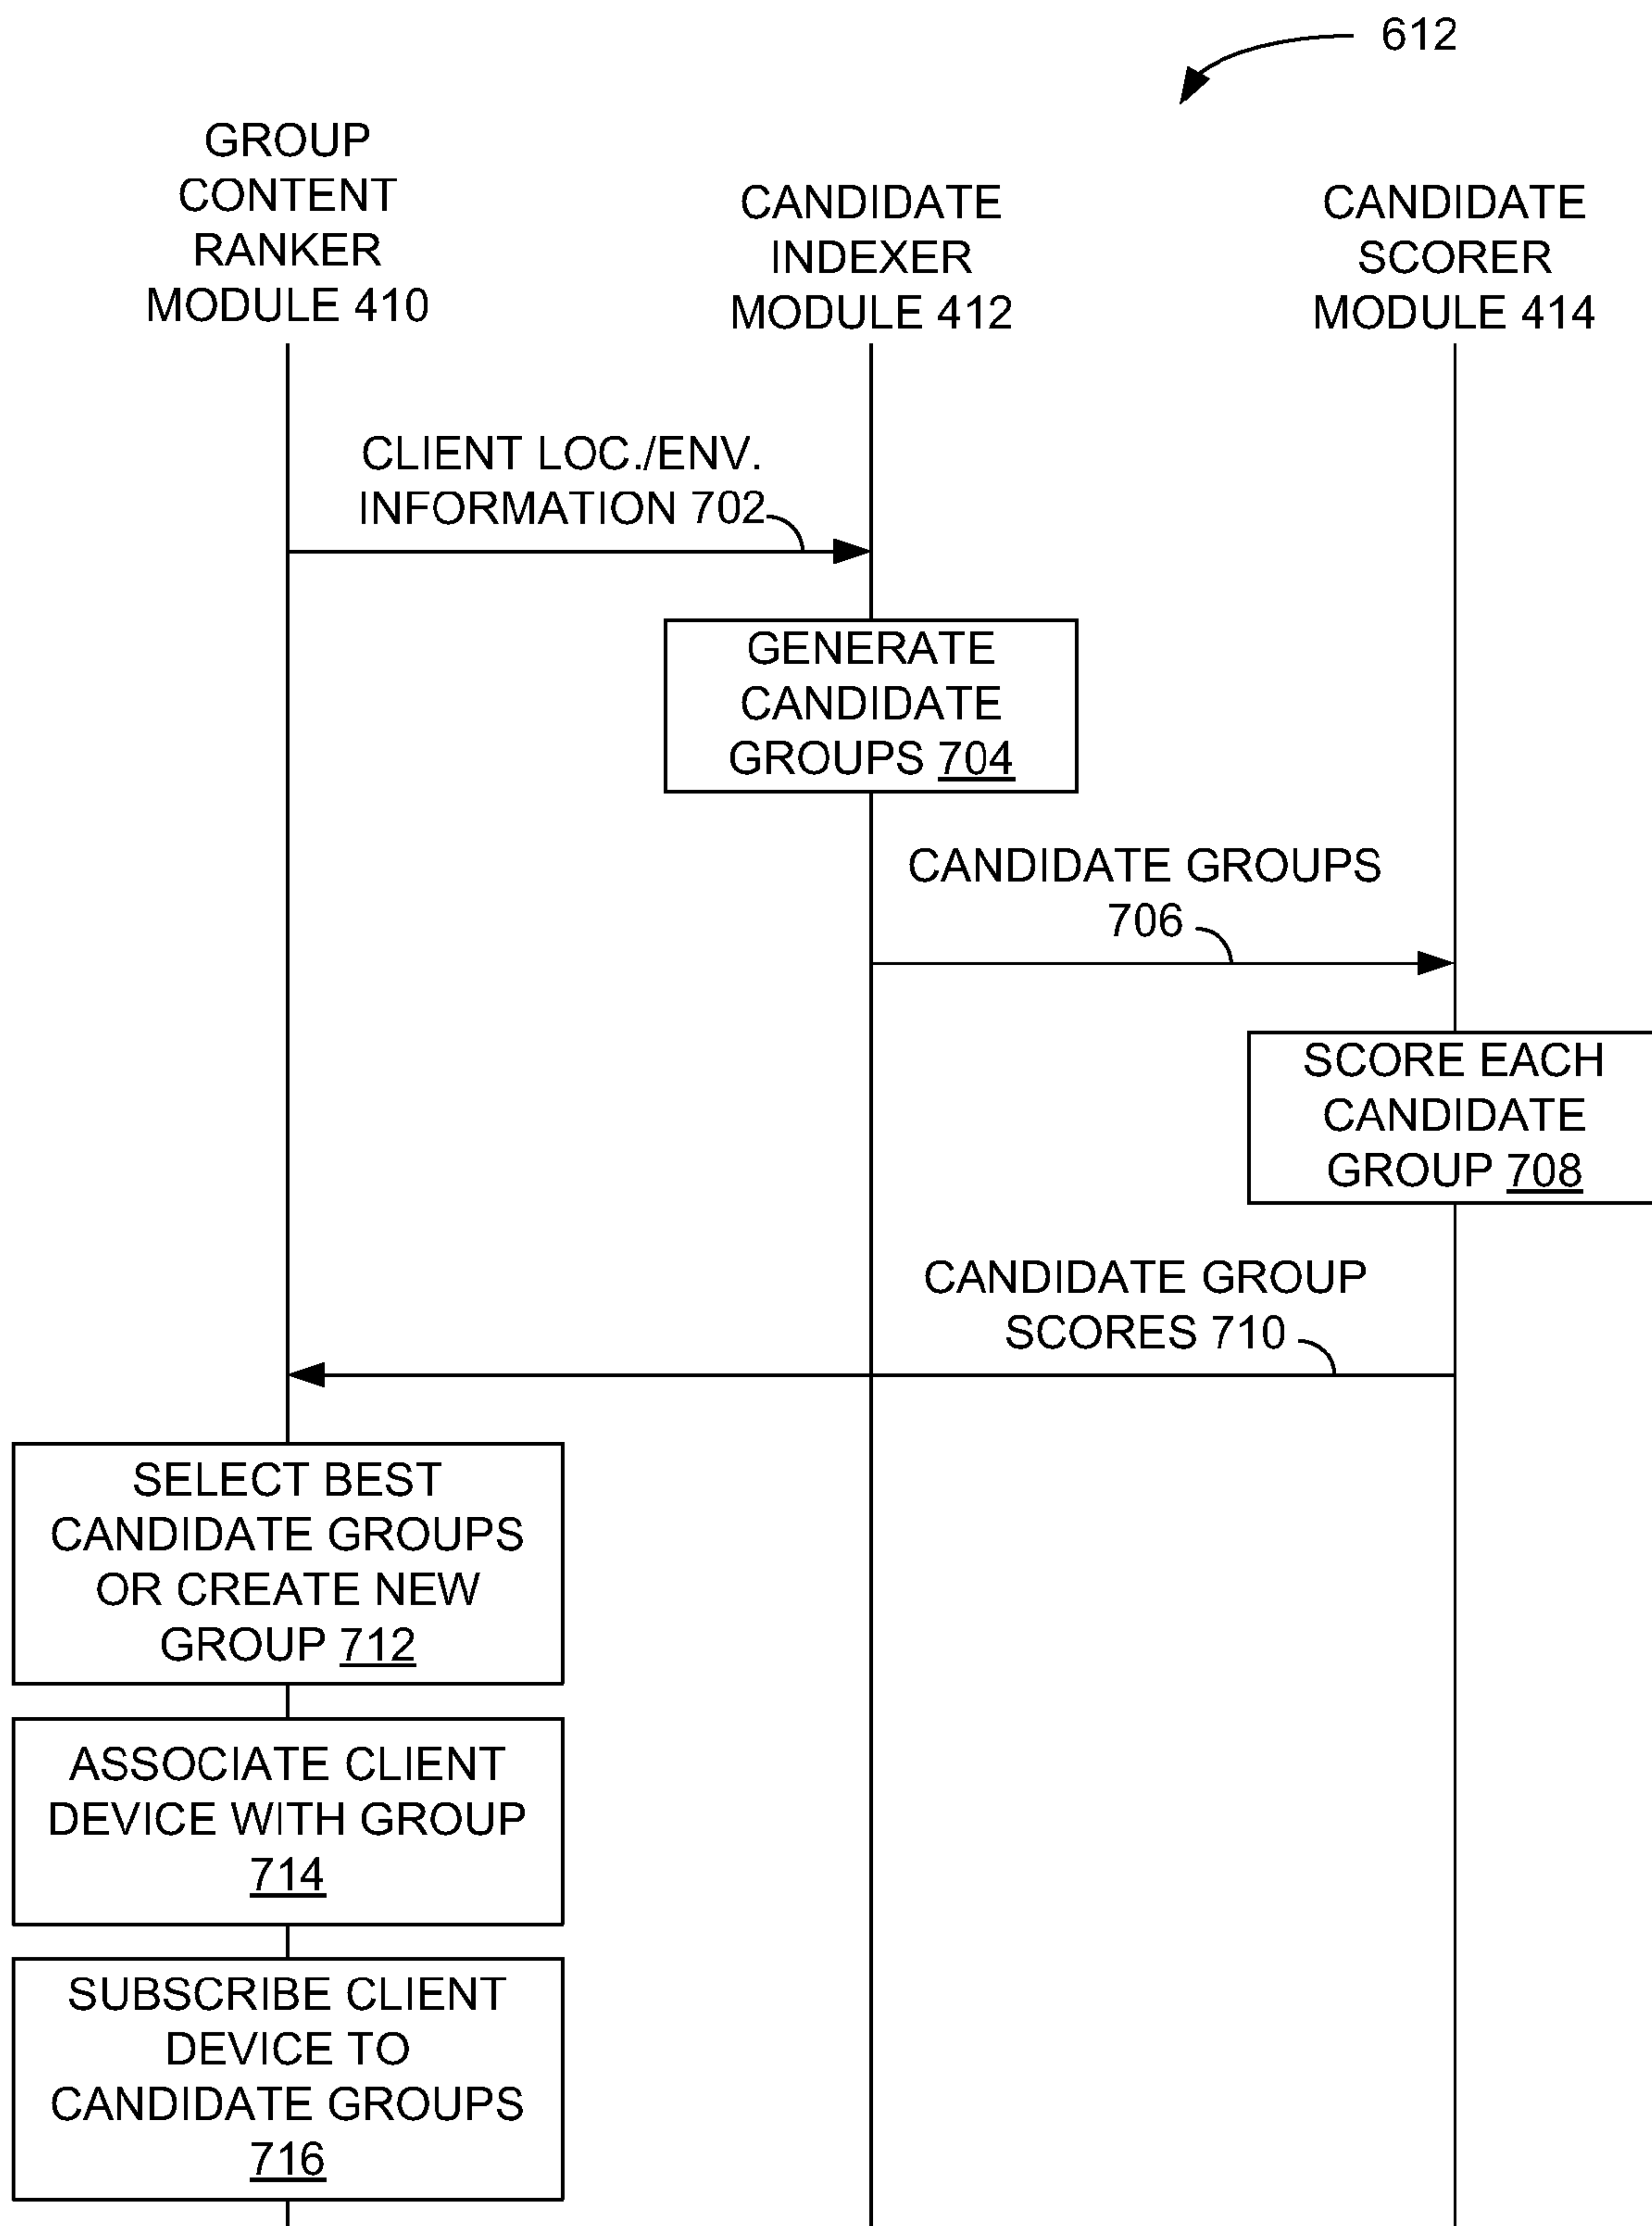 612
GROUP
CONTENT
RANKER
MODULE 410
CANDIDATE
INDEXER
MODULE 412
CANDIDATE
SCORER
MODULE 414
CLIENT LOC./ENV.
INFORMATION 702
GENERATE
CANDIDATE
GROUPS 704
CANDIDATE GROUPS
706
SCORE EACH
CANDIDATE
GROUP 708
CANDIDATE GROUP
SCORES 710
SELECT BEST
CANDIDATE GROUPS
OR CREATE NEW
GROUP 712
ASSOCIATE CLIENT
DEVICE WITH GROUP
714
SUBSCRIBE CLIENT
DEVICE TO
CANDIDATE GROUPS
716